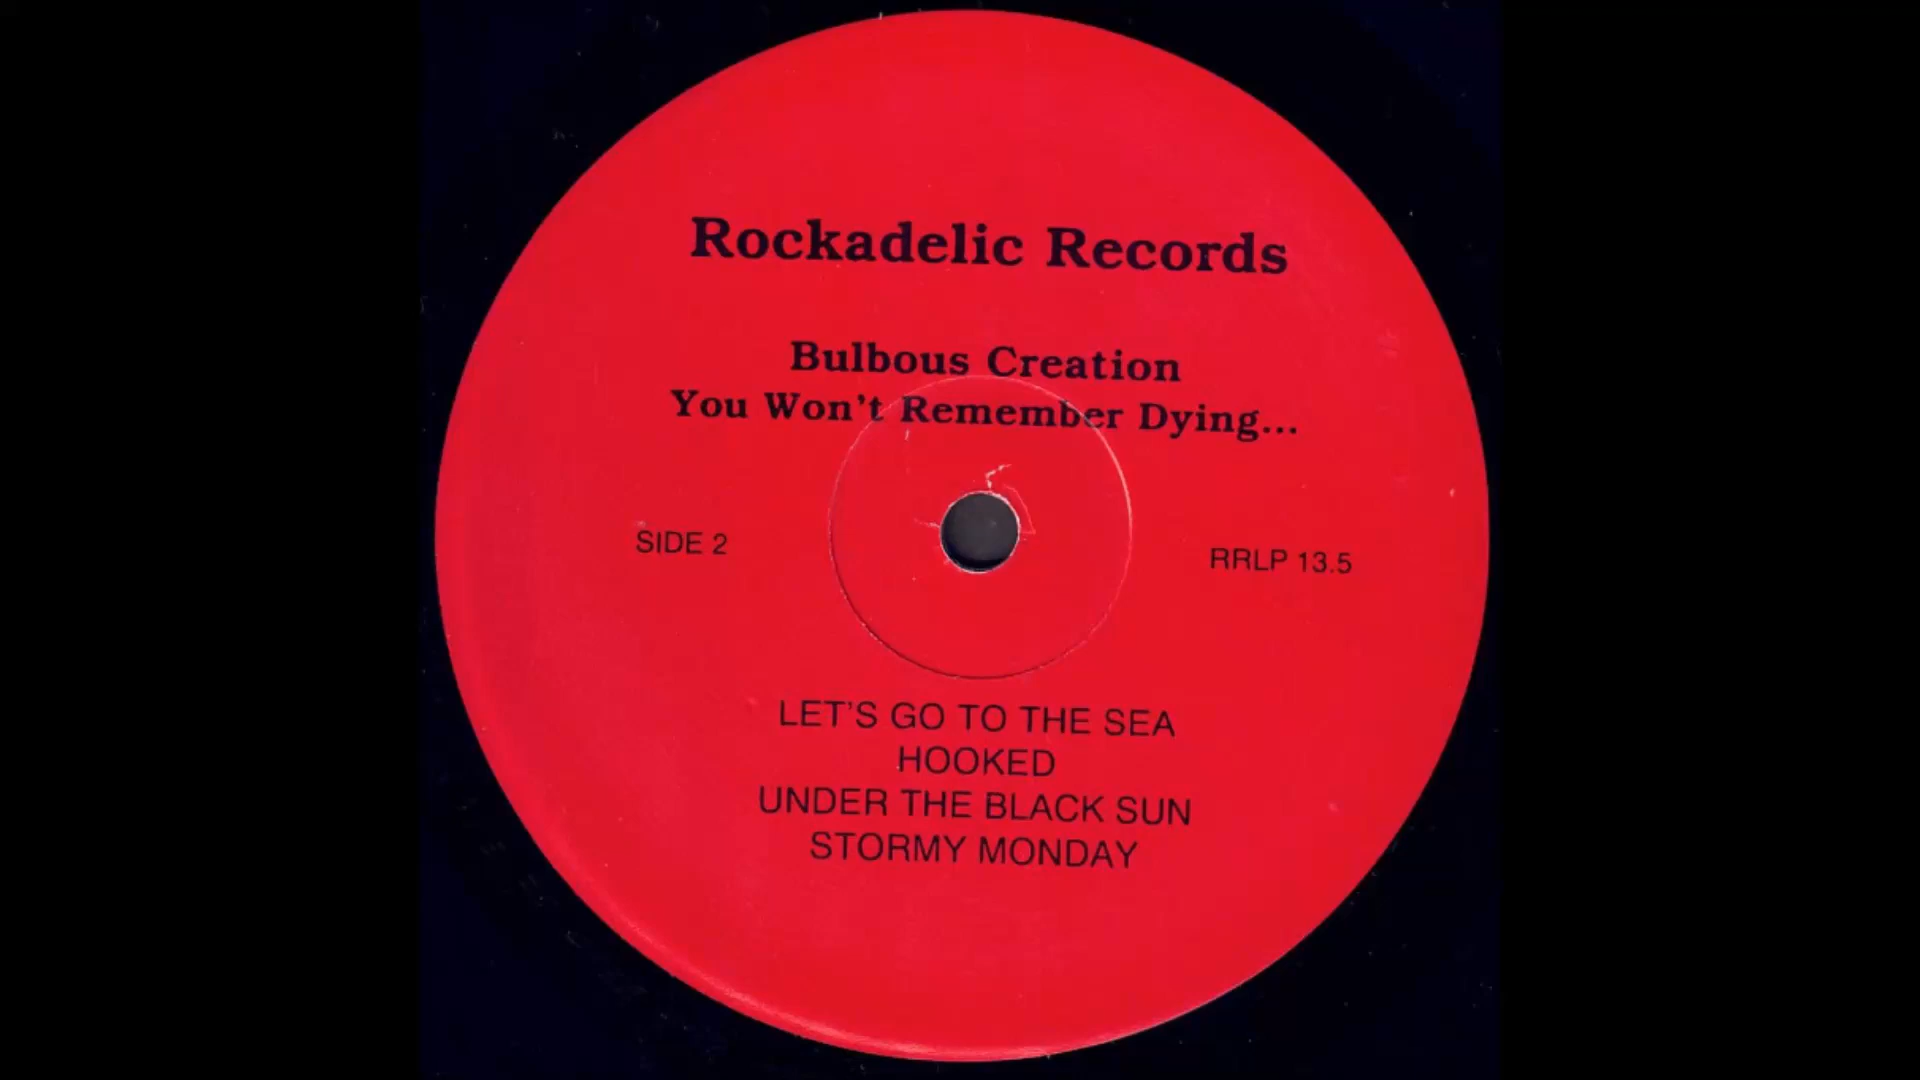 Rockadelic Records
Bulbous Creation
You Won't Remember Dying...
SIDE 2
RRLP 13.5
LET'S GO TO THE SEA
HOOKED
UNDER THE BLACK SUN
STORMY MONDAY